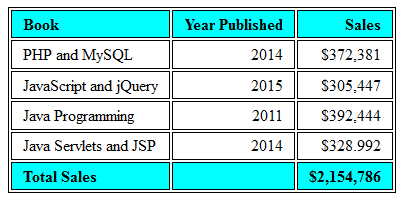 Book Year Published Sales
PHP and MySQL 2014 $372,381
JavaScript and jQuery 2015 $305,447
Java Programming 2011 $392,444
Java Servlets and JSP 2014 $328.992
Total Sales $2,154,786